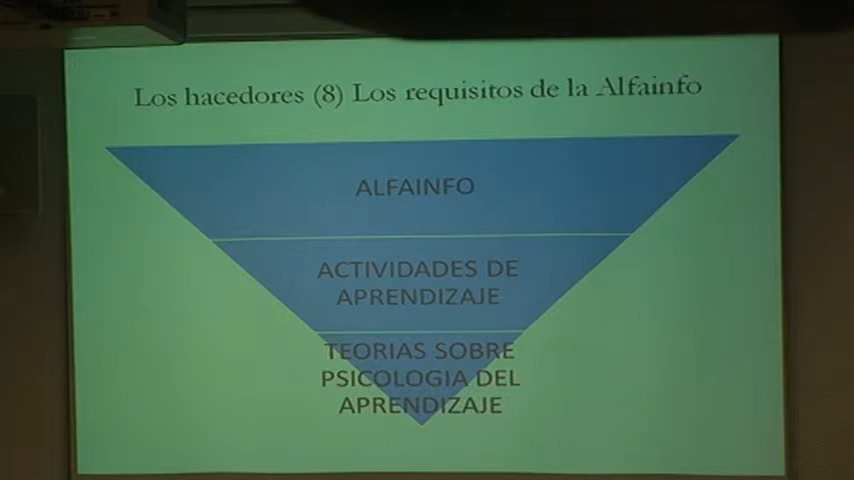 Los hacedores (8) Los requisitos de la Alfainfo
ALFAINFO
ACTIVIDADES DE
APRENDIZAJE
TEORIAS SOBRE
PSICOLOGIA DEL
APRENDIZAJE